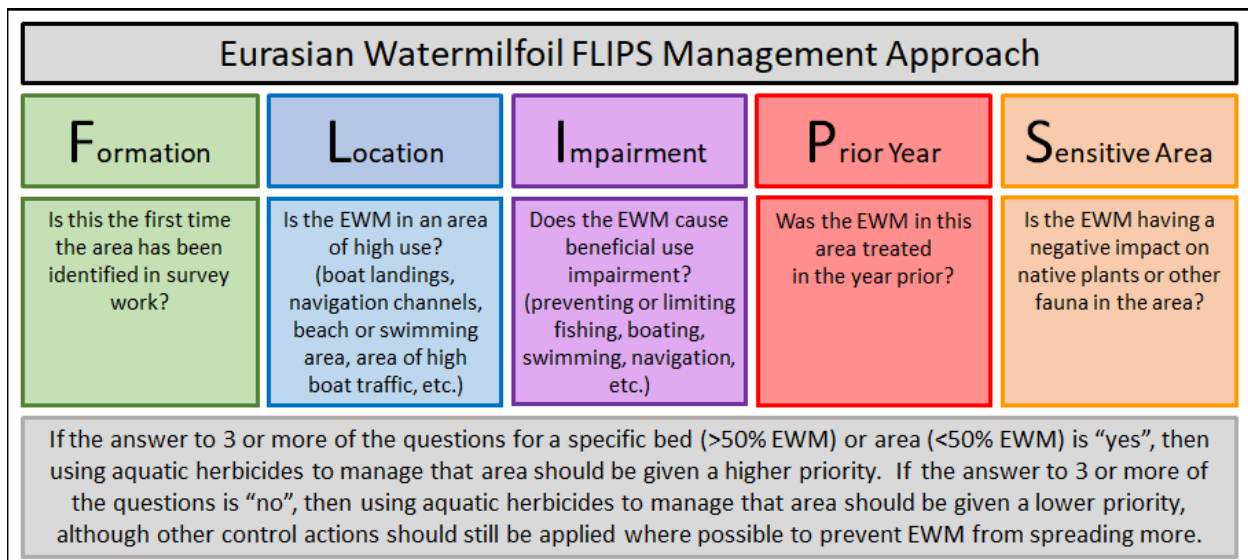 Eurasian Watermilfoil FLIPS Management Approach
Formation
Location
Impairment
Prior Year
Sensitive Area
Is this the first time
the area has been
identified in survey
work?
Is the EWM in an area
of high use?
(boat landings,
navigation channels,
beach or swimming
area, area of high
boat traffic, etc.)
Does the EWM cause
beneficial use
impairment?
(preventing or limiting
fishing, boating,
swimming, navigation,
etc.)
Was the EWM in this
area treated
in the year prior?
Is the EWM having a
negative impact on
native plants or other
fauna in the area?
If the answer to 3 or more of the questions for a specific bed (>50% EWM) or area (<50% EWM) is “yes”, then
using aquatic herbicides to manage that area should be given a higher priority.  If the answer to 3 or more of
the questions is “no”, then using aquatic herbicides to manage that area should be given a lower priority,
although other control actions should still be applied where possible to prevent EWM from spreading more.